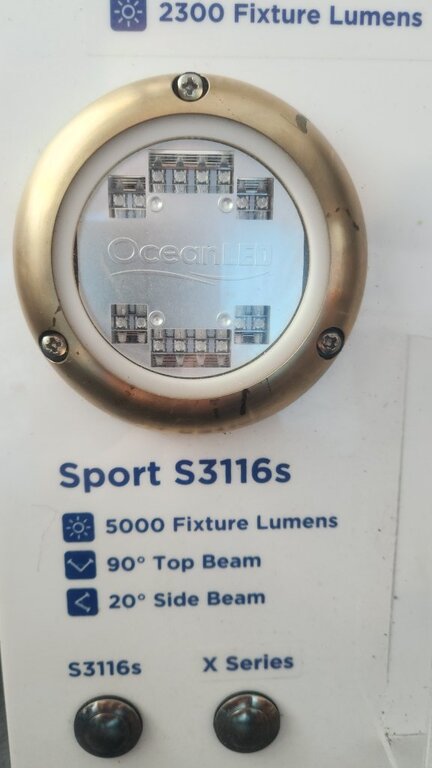 2300 Fixture Lumens
OceanLED
Sport S3116s
5000 Fixture Lumens
90° Top Beam
20° Side Beam
S3116s X Series